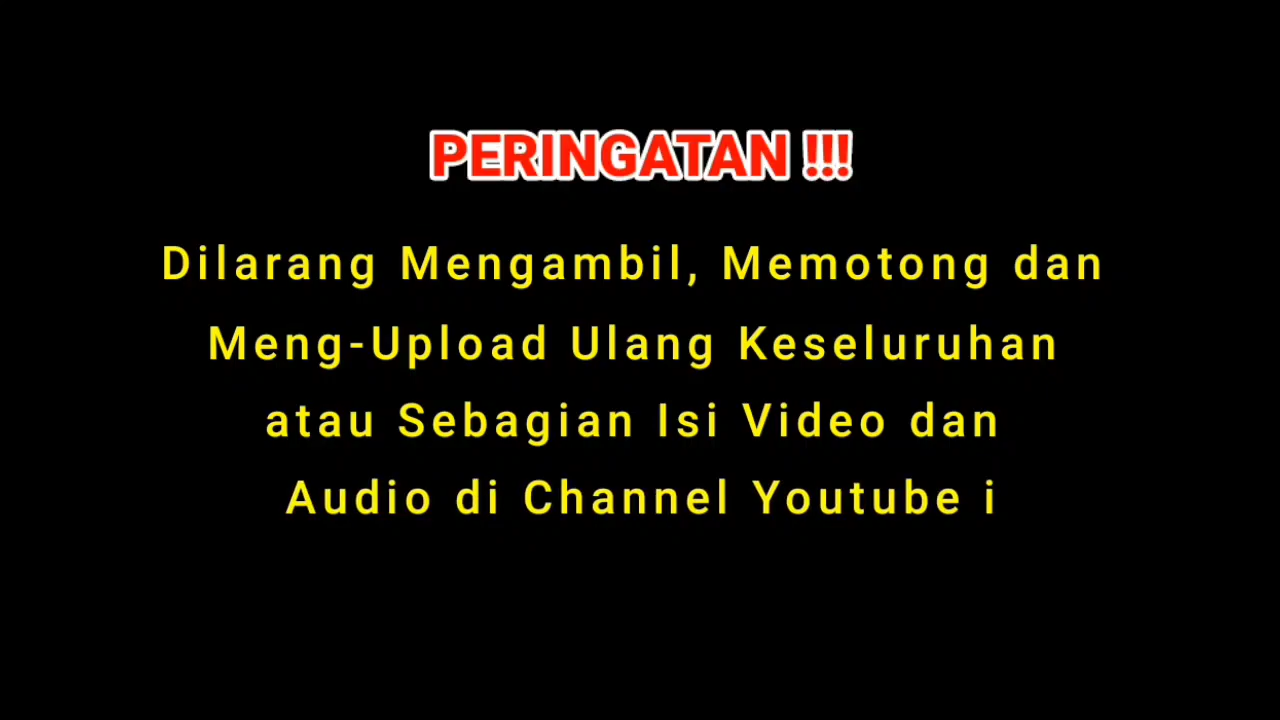 PERINGATAN !!!
Dilarang Mengambil, Memotong dan
Meng-Upload Ulang Keseluruhan
atau Sebagian Isi Video dan
Audio di Channel Youtube i